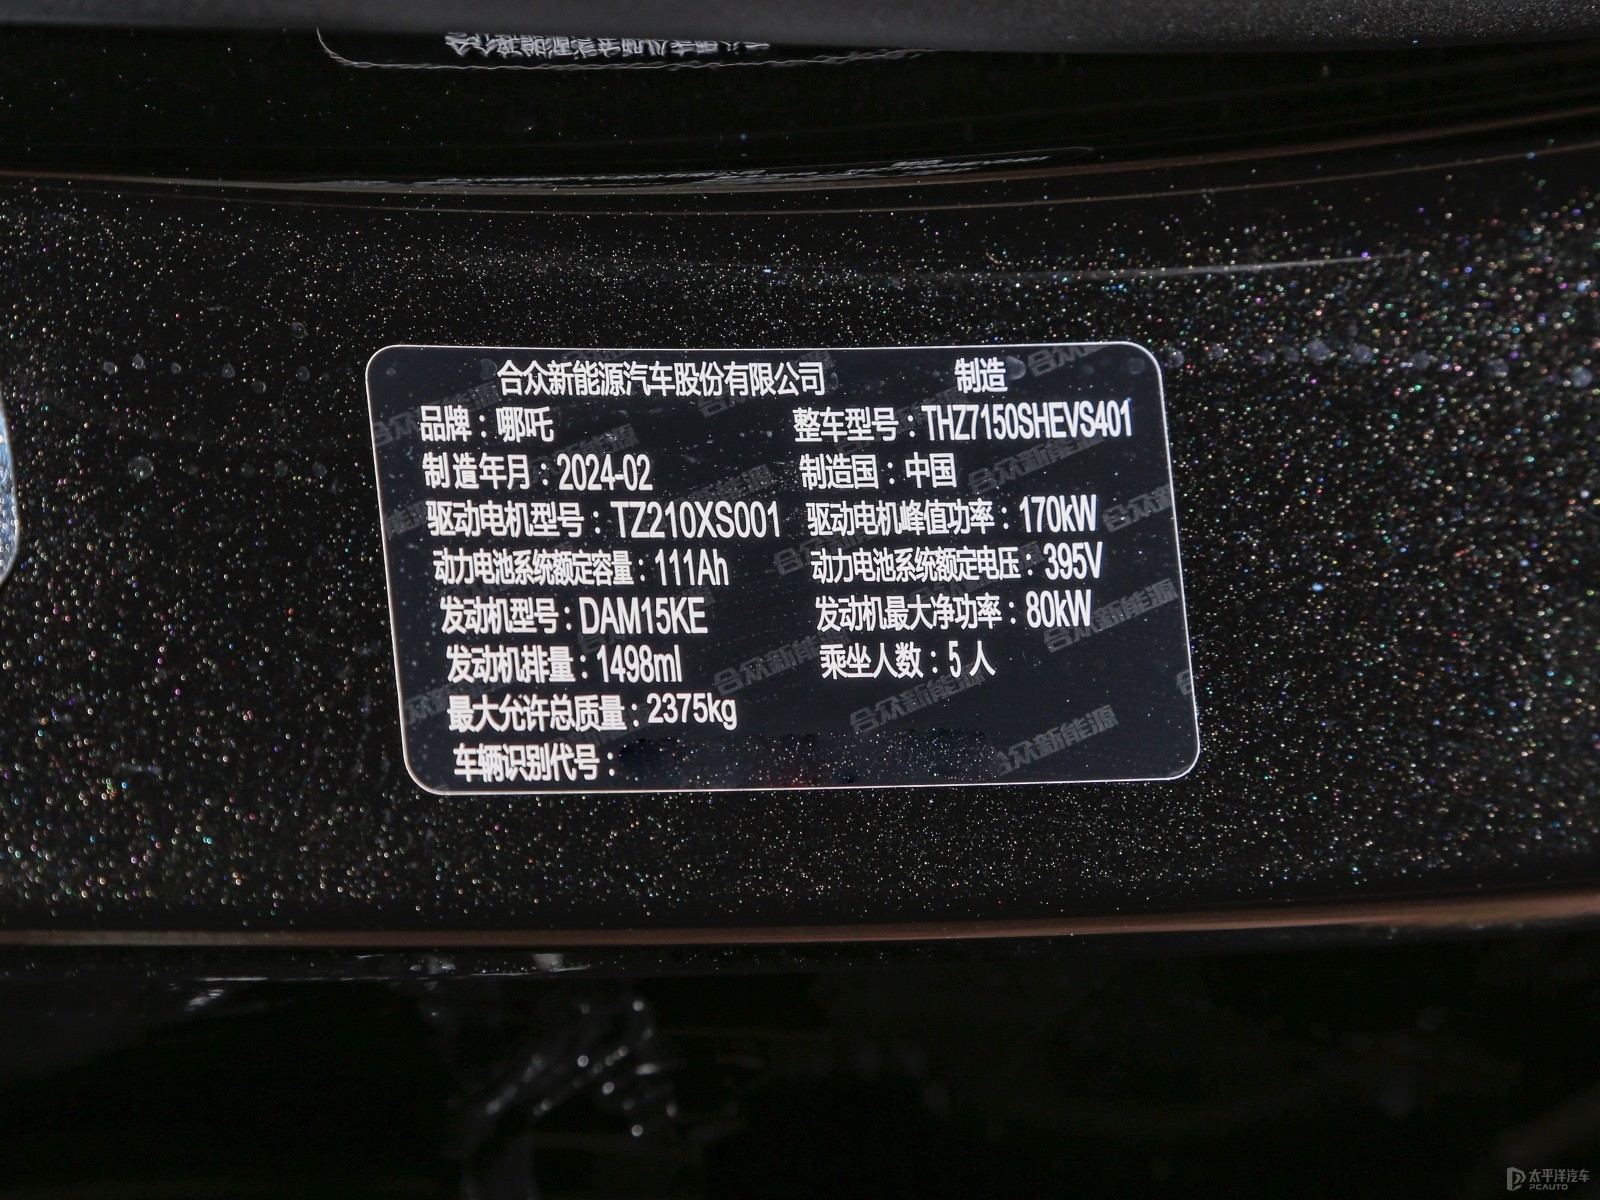 合众新能源汽车股份有限公司 制造
品牌：哪吒 整车型号：THZ7150SHEVS401
制造年月：2024-02 制造国：中国
驱动电机型号：TZ210XS001 驱动电机峰值功率：170kW
动力电池系统额定容量：111Ah 动力电池系统额定电压：395V
发动机型号：DAM15KE 发动机最大净功率：80kW
发动机排量：1498ml 乘坐人数：5 人
最大允许总质量：2375kg
车辆识别代号：
太平洋汽车
PCAUTO